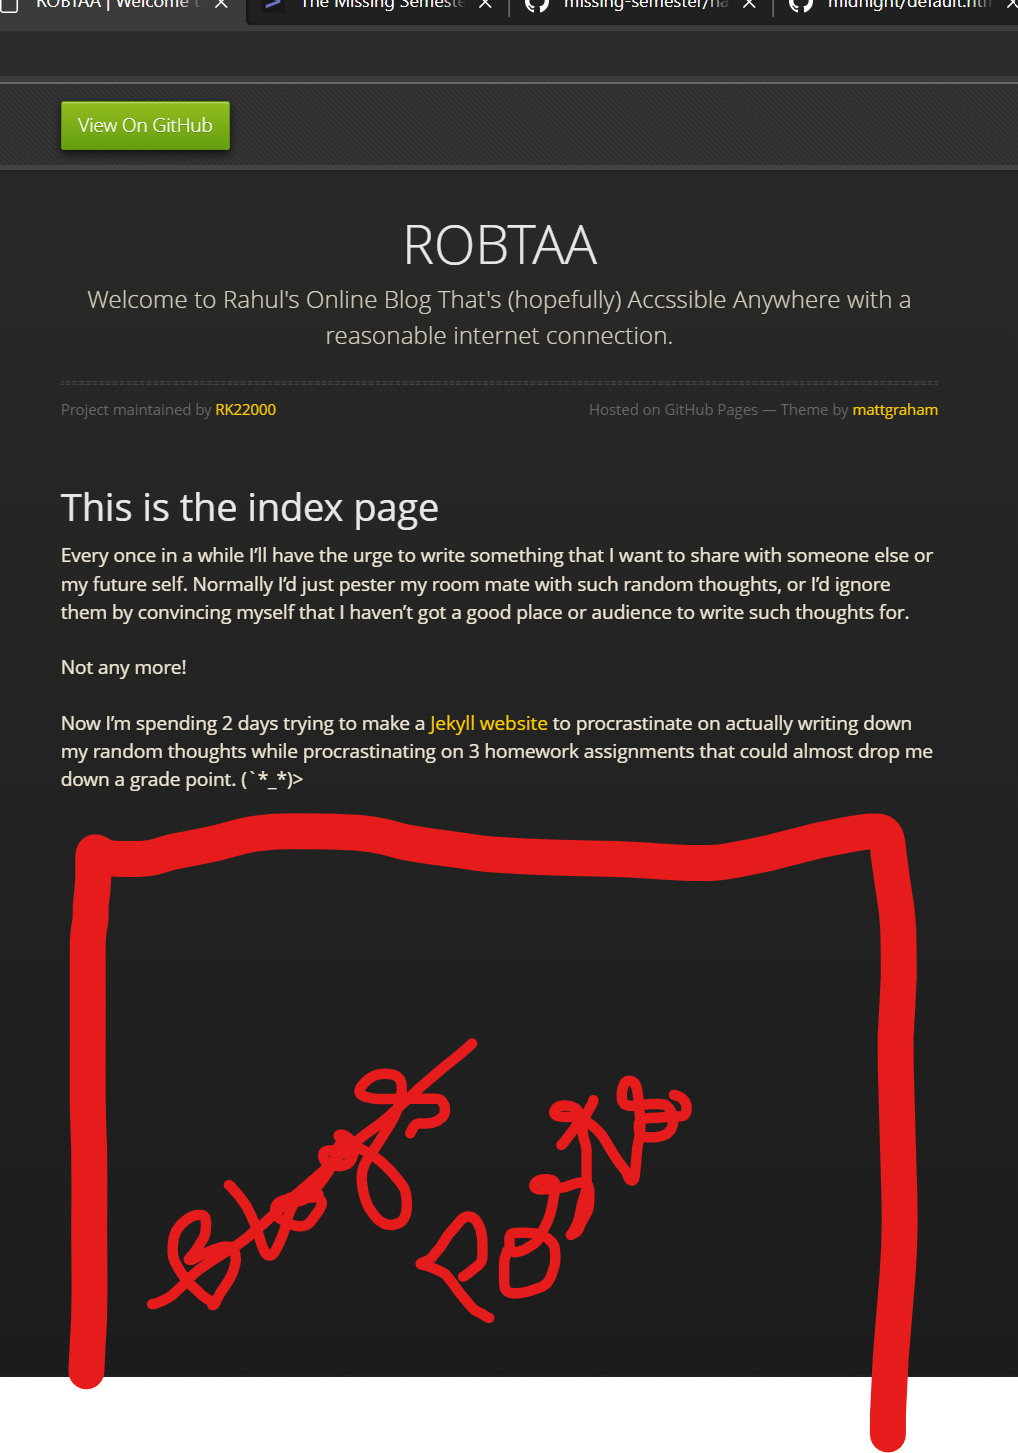 ROBTAA | Welcome t
The Missing Semeste
missing-semester/ha
midnight/default.htm
View On GitHub
ROBTAA
Welcome to Rahul's Online Blog That's (hopefully) Accssible Anywhere with a
reasonable internet connection.
Project maintained by RK22000
Hosted on GitHub Pages — Theme by mattgraham
This is the index page
Every once in a while I’ll have the urge to write something that I want to share with someone else or
my future self. Normally I’d just pester my room mate with such random thoughts, or I’d ignore
them by convincing myself that I haven’t got a good place or audience to write such thoughts for.
Not any more!
Now I’m spending 2 days trying to make a Jekyll website to procrastinate on actually writing down
my random thoughts while procrastinating on 3 homework assignments that could almost drop me
down a grade point. (`*_*)>
Blog